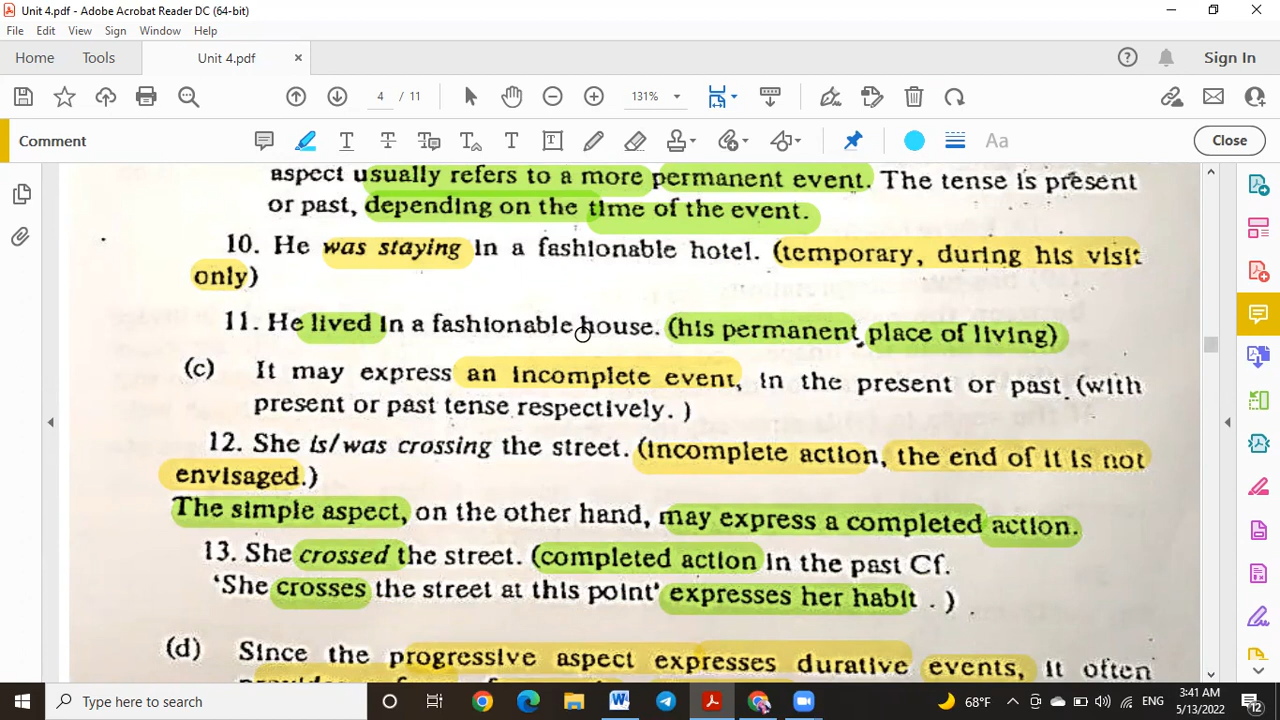 Unit 4.pdf - Adobe Acrobat Reader DC (64-bit)
File Edit View Sign Window Help
Home Tools Unit 4.pdf × Sign In
4 / 11 131%
Comment Aa Close
aspect usually refers to a more permanent event. The tense is present
or past, depending on the time of the event.
10. He was staying in a fashionable hotel. (temporary, during his visit
only)
11. He lived in a fashionable house. (his permanent place of living)
(c) It may express an incomplete event, in the present or past (with
present or past tense respectively. )
12. She is/was crossing the street. (incomplete action, the end of it is not
envisaged.)
The simple aspect, on the other hand, may express a completed action.
13. She crossed the street. (completed action in the past Cf.
'She crosses the street at this point' expresses her habit . )
(d) Since the progressive aspect expresses durative events, it often
Type here to search 68°F ENG 3:41 AM
5/13/2022 12